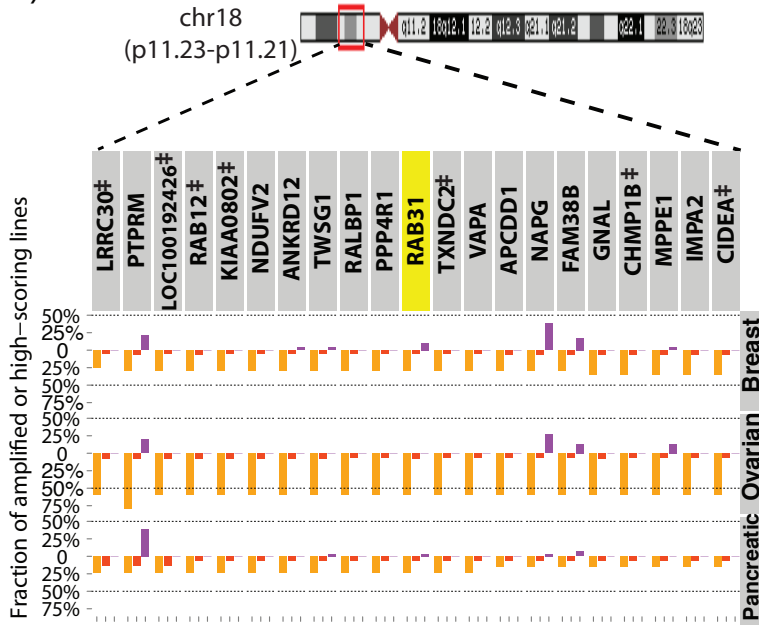 chr18
(p11.23-p11.21)
q11.2 18q12.1 12.2 q12.3 q21.1 q21.2 q22.1 22.3 18q23
LRRC30‡
PTPRM
LOC100192426‡
RAB12‡
KIAA0802‡
NDUFV2
ANKRD12
TWSG1
RALBP1
PPP4R1
RAB31
TXNDC2‡
VAPA
APCDD1
NAPG
FAM38B
GNAL
CHMP1B‡
MPPE1
IMPA2
CIDEA‡
Fraction of amplified or high−scoring lines
50%
25%
0
25%
50%
75%
Breast
50%
25%
0
25%
50%
75%
Ovarian
50%
25%
0
25%
50%
75%
Pancreatic